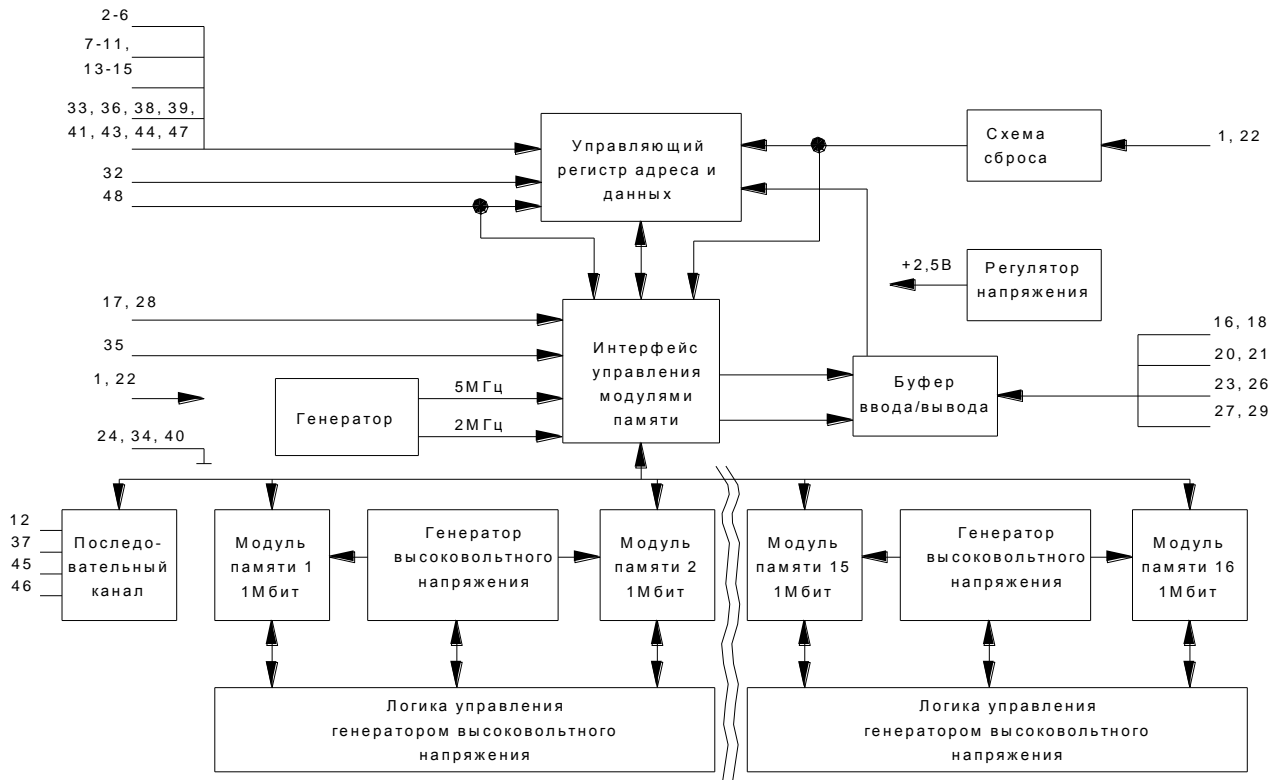 2-6
7-11,
13-15
33, 36, 38, 39,
41, 43, 44, 47
32
48
Управляющий
регистр адреса и
данных
Схема
сброса
1, 22
+2,5В
Регулятор
напряжения
17, 28
35
1, 22
24, 34, 40
Генератор
5МГц
2МГц
Интерфейс
управления
модулями
памяти
Буфер
ввода/вывода
16, 18
20, 21
23, 26
27, 29
12
37
45
46
Последо-
вательный
канал
Модуль
памяти 1
1Мбит
Генератор
высоковольтного
напряжения
Модуль
памяти 2
1Мбит
Модуль
памяти 15
1Мбит
Генератор
высоковольтного
напряжения
Модуль
памяти 16
1Мбит
Логика управления
генератором высоковольтного
напряжения
Логика управления
генератором высоковольтного
напряжения